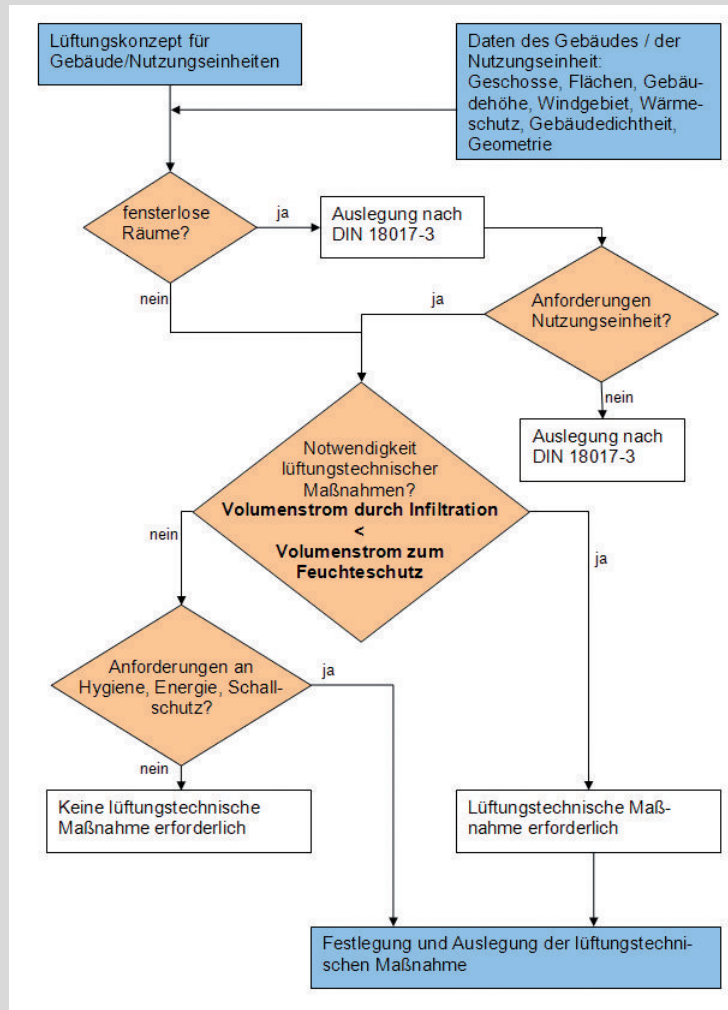 Lüftungskonzept für
Gebäude/Nutzungseinheiten
Daten des Gebäudes / der
Nutzungseinheit:
Geschosse, Flächen, Gebäu-
dehöhe, Windgebiet, Wärme-
schutz, Gebäudedichtheit,
Geometrie
fensterlose
Räume?
ja
Auslegung nach
DIN 18017-3
nein
ja
Anforderungen
Nutzungseinheit?
nein
Auslegung nach
DIN 18017-3
Notwendigkeit
lüftungstechnischer
Maßnahmen?
Volumenstrom durch Infiltration
<
Volumenstrom zum
Feuchteschutz
nein
ja
Anforderungen an
Hygiene, Energie, Schall-
schutz?
ja
nein
Keine lüftungstechnische
Maßnahme erforderlich
Lüftungstechnische Maß-
nahme erforderlich
Festlegung und Auslegung der lüftungstechni-
schen Maßnahme